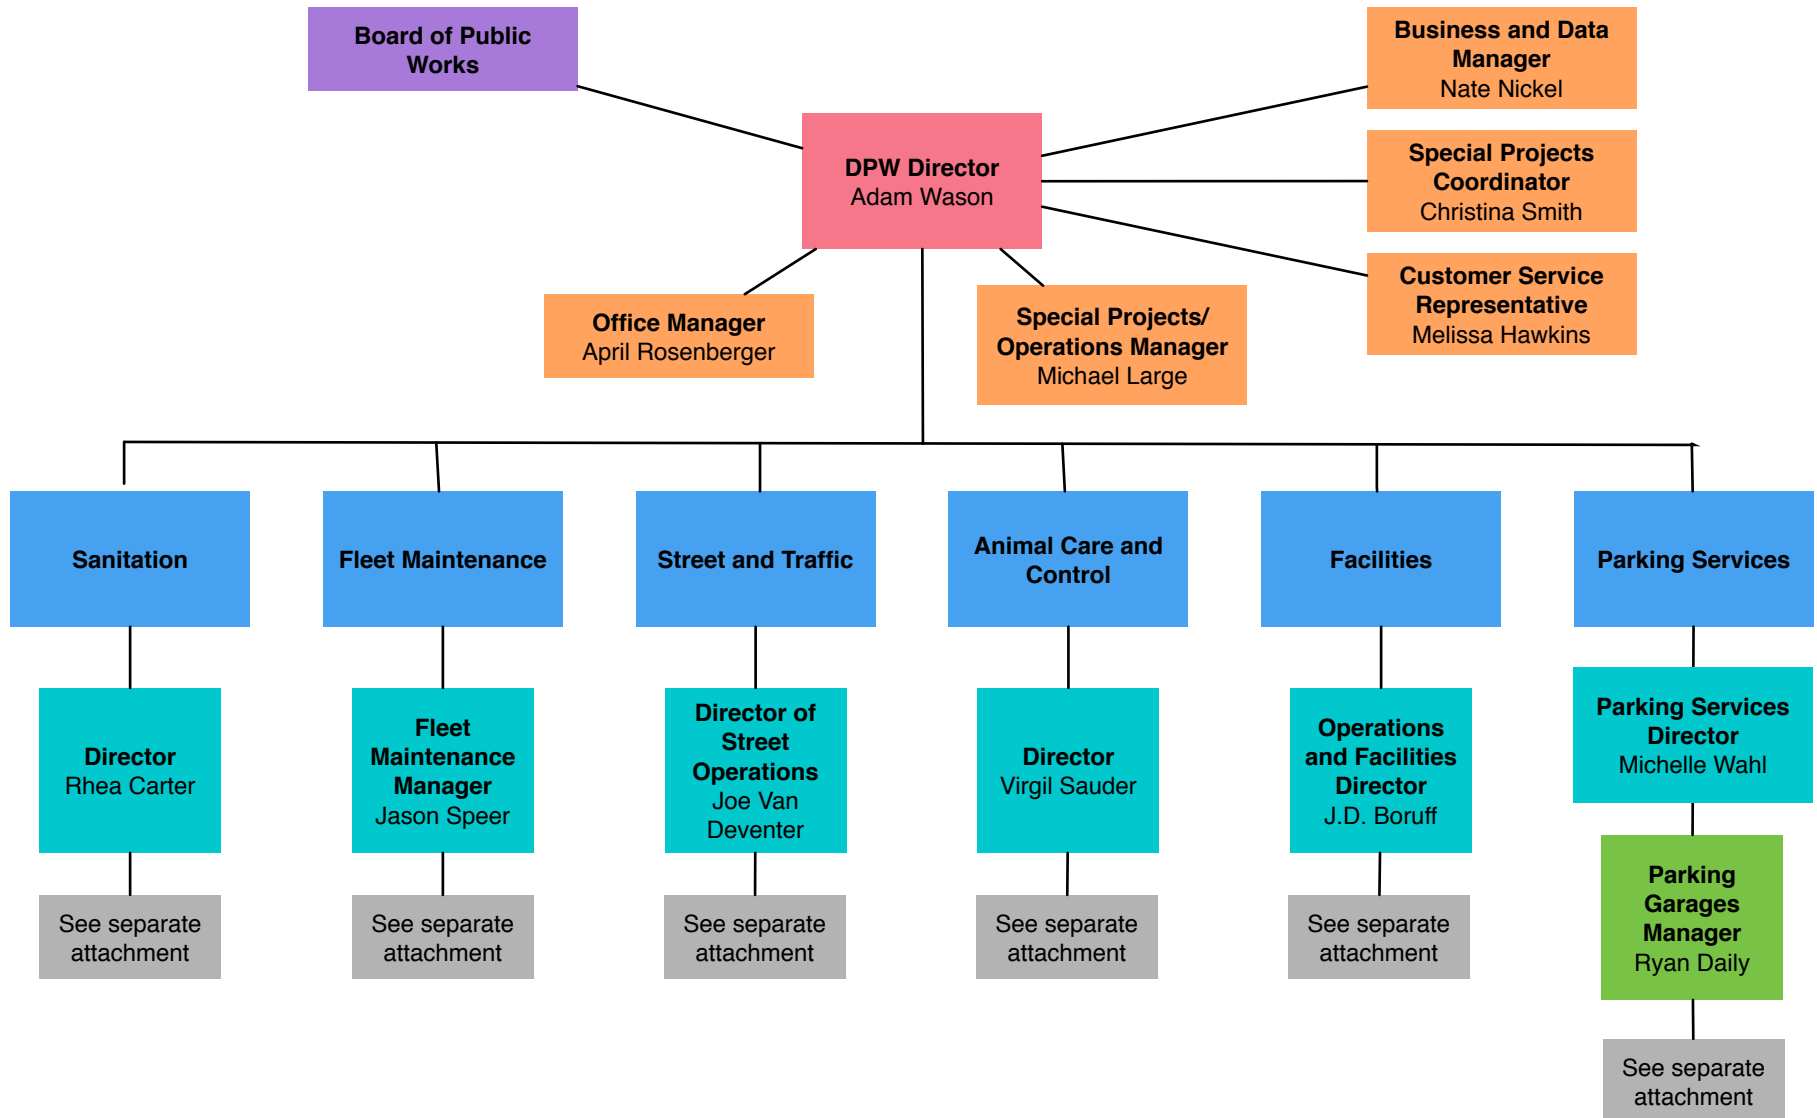 Board of Public
Works
Business and Data
Manager
Nate Nickel
DPW Director
Adam Wason
Special Projects
Coordinator
Christina Smith
Customer Service
Representative
Melissa Hawkins
Office Manager
April Rosenberger
Special Projects/
Operations Manager
Michael Large
Sanitation
Fleet Maintenance
Street and Traffic
Animal Care and
Control
Facilities
Parking Services
Director
Rhea Carter
Fleet
Maintenance
Manager
Jason Speer
Director of
Street
Operations
Joe Van
Deventer
Director
Virgil Sauder
Operations
and Facilities
Director
J.D. Boruff
Parking Services
Director
Michelle Wahl
Parking
Garages
Manager
Ryan Daily
See separate
attachment
See separate
attachment
See separate
attachment
See separate
attachment
See separate
attachment
See separate
attachment